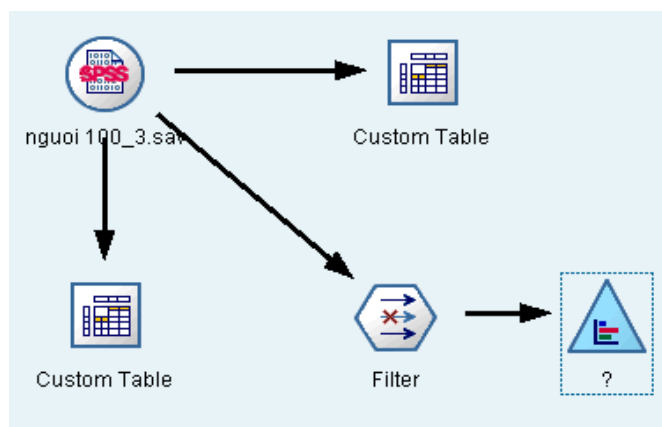 SPSS
nguoi 100_3.sav
Custom Table
Custom Table
Filter
?